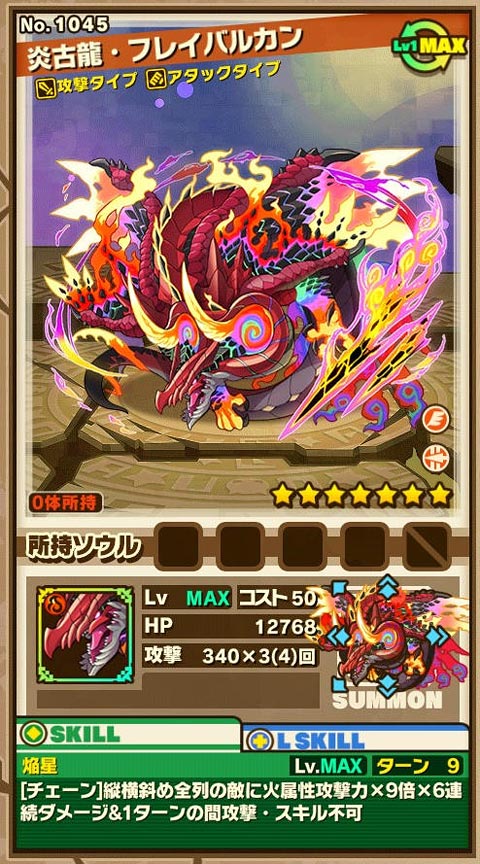 No.1045
炎古龍・フレイバルカン
Lv1 MAX
攻撃タイプ アタックタイプ
0体所持
所持ソウル
Lv MAX コスト 50
HP 12768
攻撃 340×3(4)回
SUMMON
SKILL
L SKILL
焔星 Lv.MAX ターン 9
[チェーン]縦横斜め全列の敵に火属性攻撃力×9倍×6連
続ダメージ&1ターンの間攻撃・スキル不可